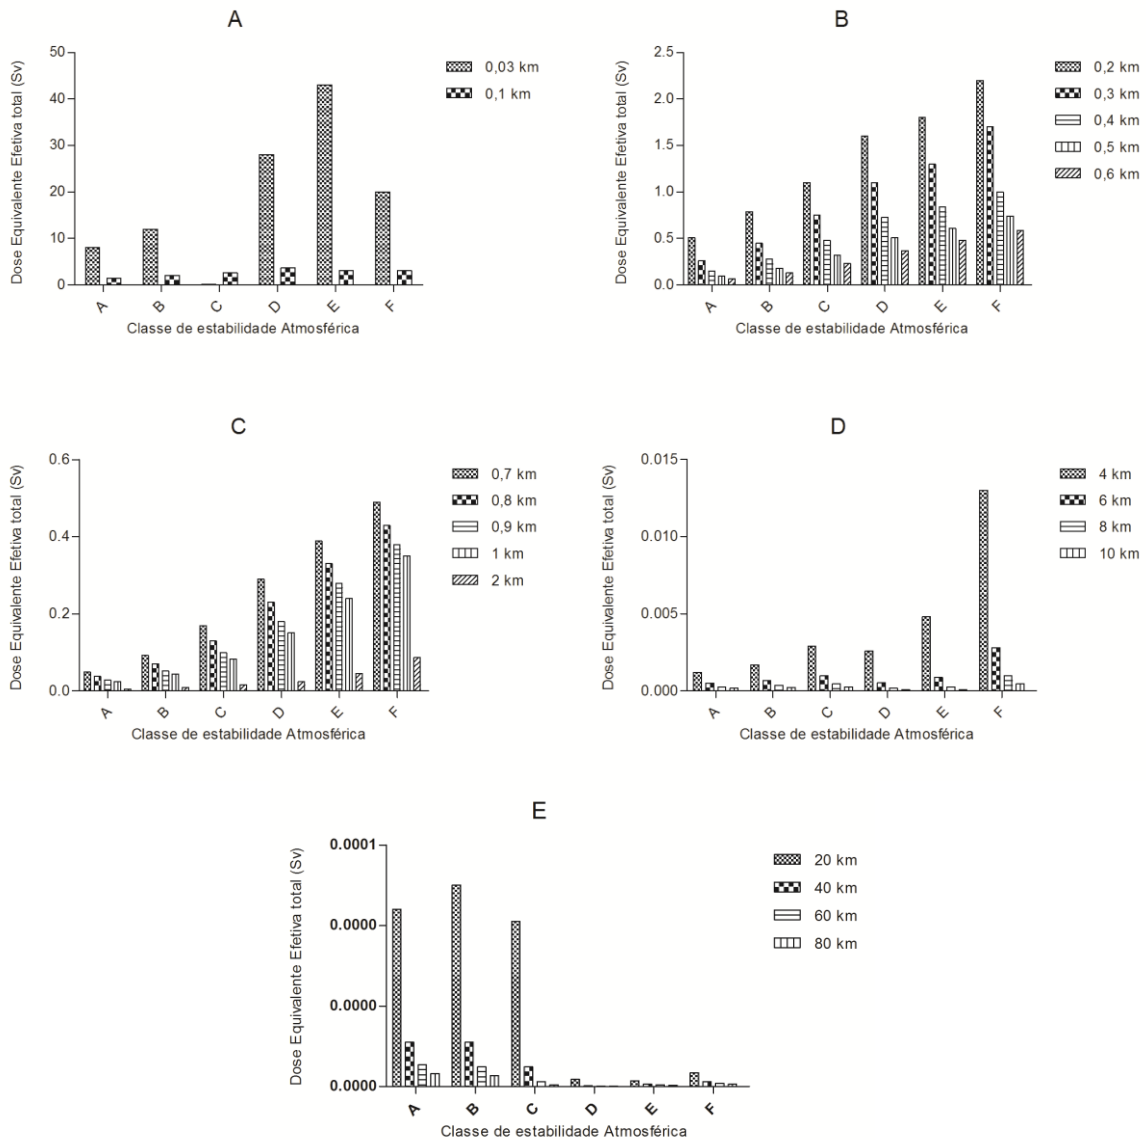 A
Dose Equivalente Efetiva total (Sv)
50
40
30
20
10
0
A B C D E F
Classe de estabilidade Atmosférica
0,03 km
0,1 km
B
Dose Equivalente Efetiva total (Sv)
2.5
2.0
1.5
1.0
0.5
0.0
A B C D E F
Classe de estabilidade Atmosférica
0,2 km
0,3 km
0,4 km
0,5 km
0,6 km
C
Dose Equivalente Efetiva total (Sv)
0.6
0.4
0.2
0.0
A B C D E F
Classe de estabilidade Atmosférica
0,7 km
0,8 km
0,9 km
1 km
2 km
D
Dose Equivalente Efetiva total (Sv)
0.015
0.010
0.005
0.000
A B C D E F
Classe de estabilidade Atmosférica
4 km
6 km
8 km
10 km
E
Dose Equivalente Efetiva total (Sv)
0.0001
0.0000
0.0000
0.0000
A B C D E F
Classe de estabilidade Atmosférica
20 km
40 km
60 km
80 km